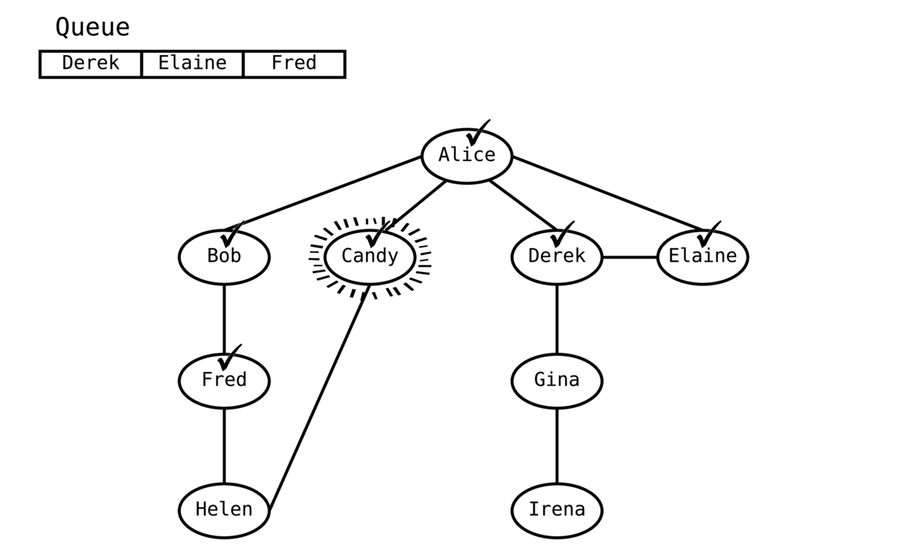 Queue
Derek Elaine Fred
Alice
Bob Candy Derek Elaine
Fred Gina
Helen Irena